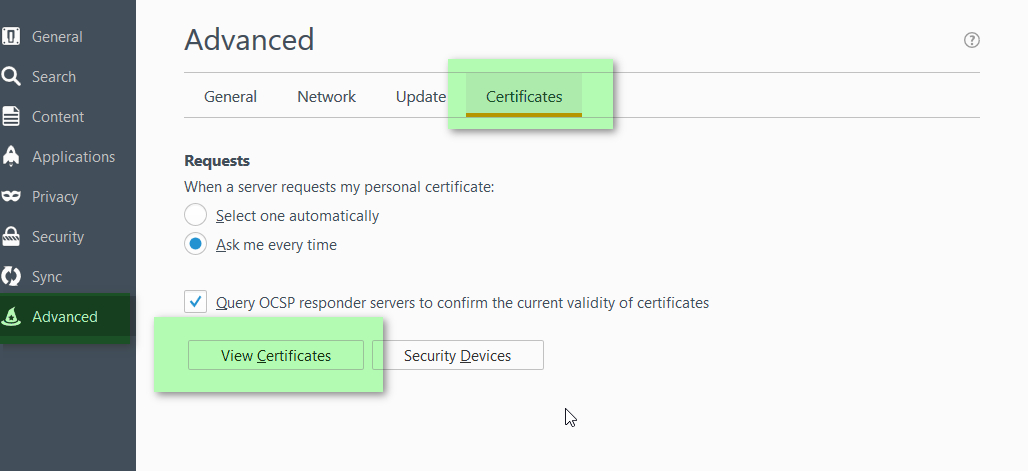 General
Search
Content
Applications
Privacy
Security
Sync
Advanced
Advanced
?
General Network Update Certificates
Requests
When a server requests my personal certificate:
Select one automatically
Ask me every time
Query OCSP responder servers to confirm the current validity of certificates
View Certificates Security Devices